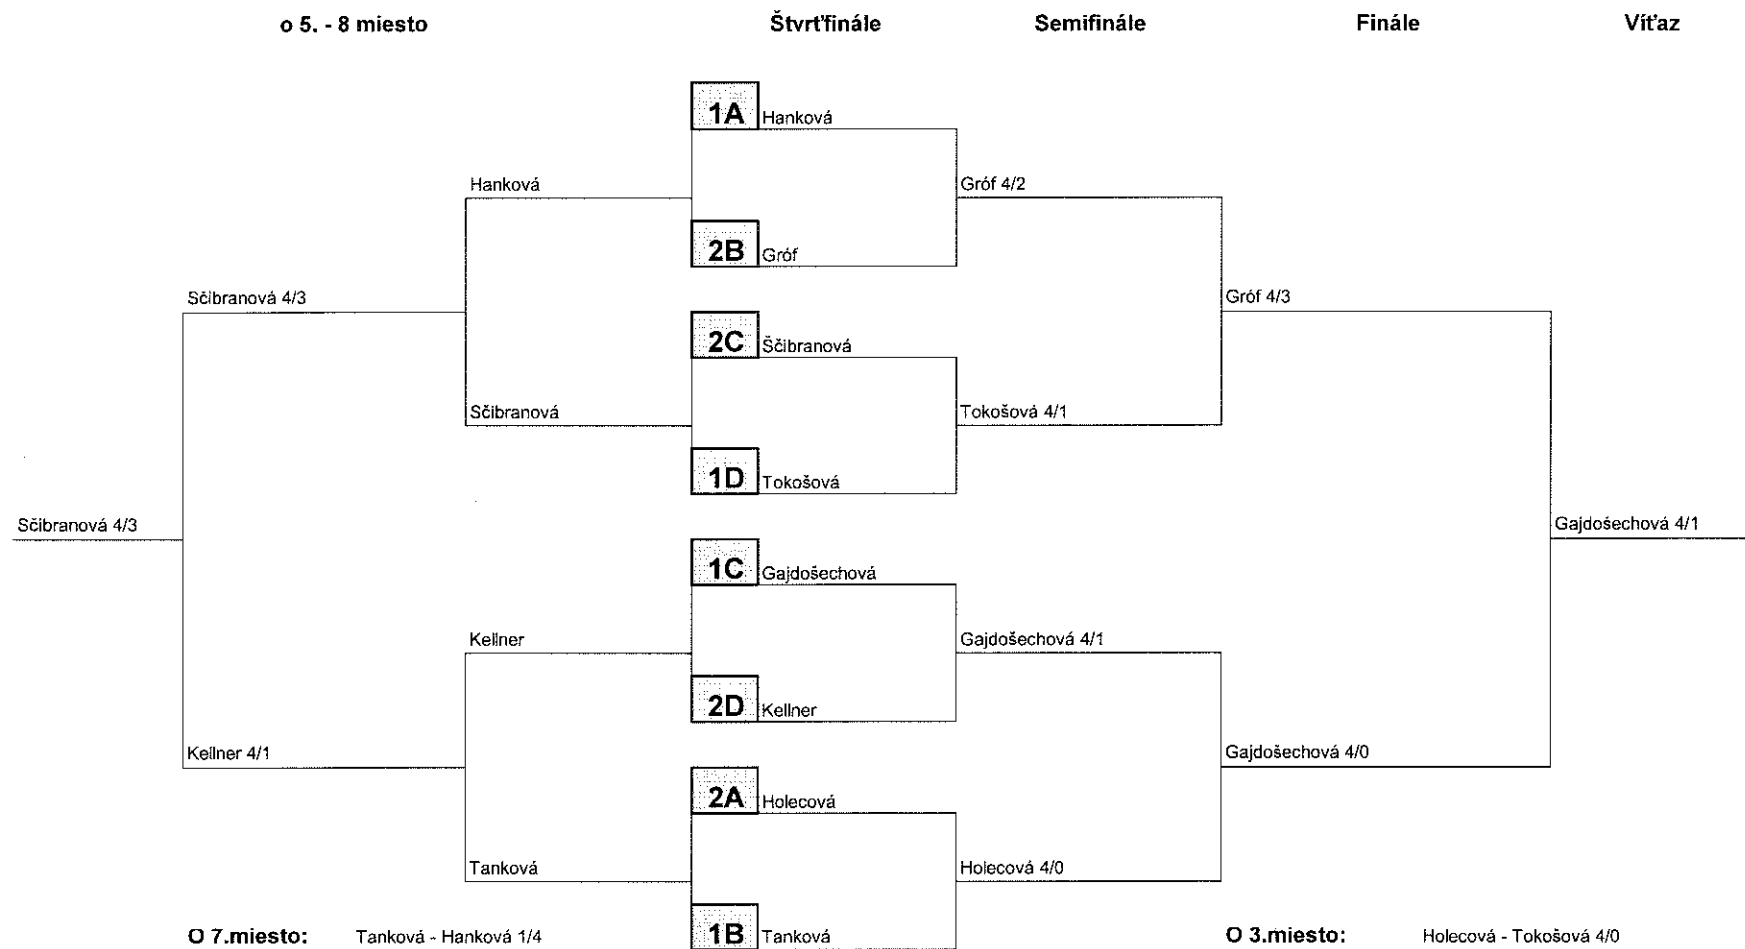 o 5. - 8 miesto Štvrťfinále Semifinále Finále Víťaz
1A Hanková
Hanková Gróf 4/2
2B Gróf
Sčibranová 4/3 Gróf 4/3
2C Ščibranová
Sčibranová Tokošová 4/1
1D Tokošová
Sčibranová 4/3 Gajdošechová 4/1
1C Gajdošechová
Kellner Gajdošechová 4/1
2D Kellner
Kellner 4/1 Gajdošechová 4/0
2A Holecová
Tanková Holecová 4/0
O 7.miesto: Tanková - Hanková 1/4 1B Tanková O 3.miesto: Holecová - Tokošová 4/0